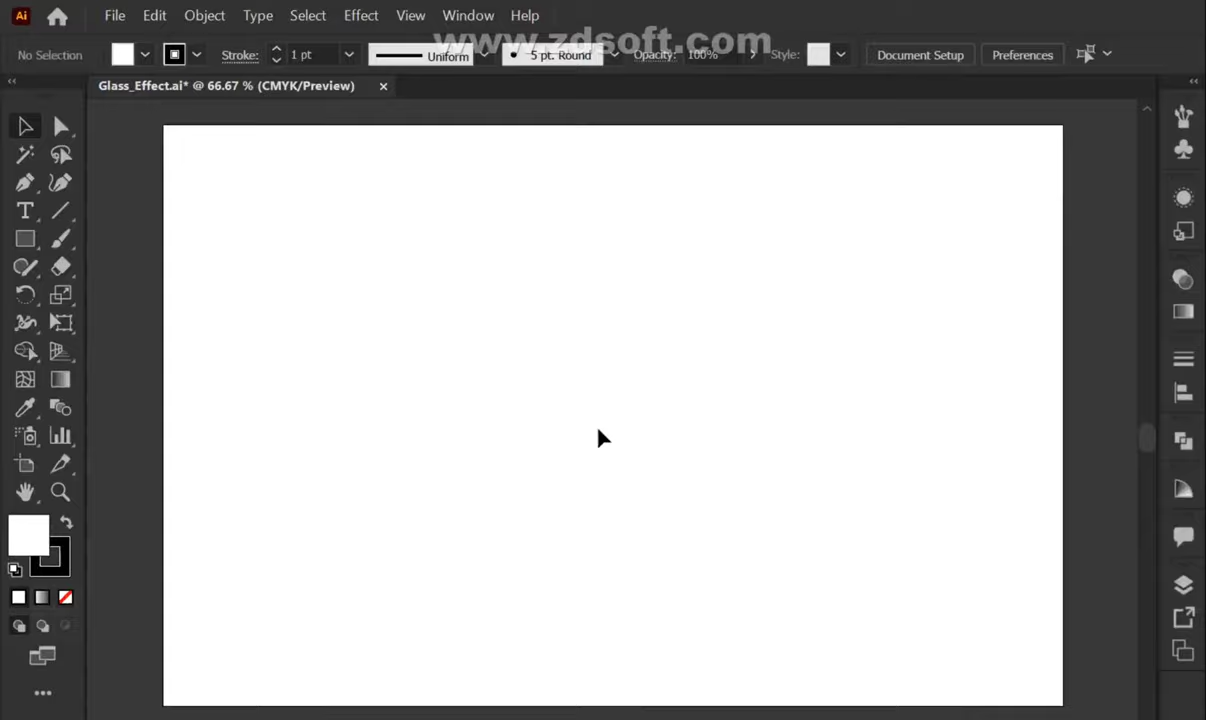 Ai File Edit Object Type Select Effect View Window Help
www.zdsoft.com
No Selection Stroke: 1 pt Uniform 5 pt. Round Opacity: 100% Style: Document Setup Preferences
Glass_Effect.ai* @ 66.67 % (CMYK/Preview)